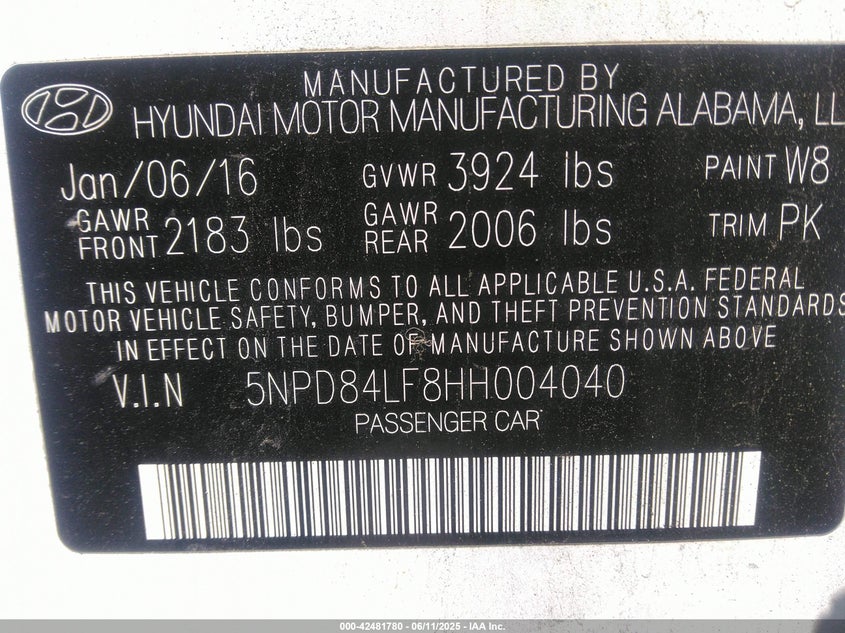 MANUFACTURED BY
HYUNDAI MOTOR MANUFACTURING ALABAMA, LL
Jan/06/16 GVWR 3924 lbs PAINT W8
GAWR FRONT 2183 lbs GAWR REAR 2006 lbs TRIM PK
THIS VEHICLE CONFORMS TO ALL APPLICABLE U.S.A. FEDERAL
MOTOR VEHICLE SAFETY, BUMPER, AND THEFT PREVENTION STANDARDS
IN EFFECT ON THE DATE OF MANUFACTURE SHOWN ABOVE
V.I.N 5NPD84LF8HH004040
PASSENGER CAR
000-42481780 - 06/11/2025 - IAA Inc.